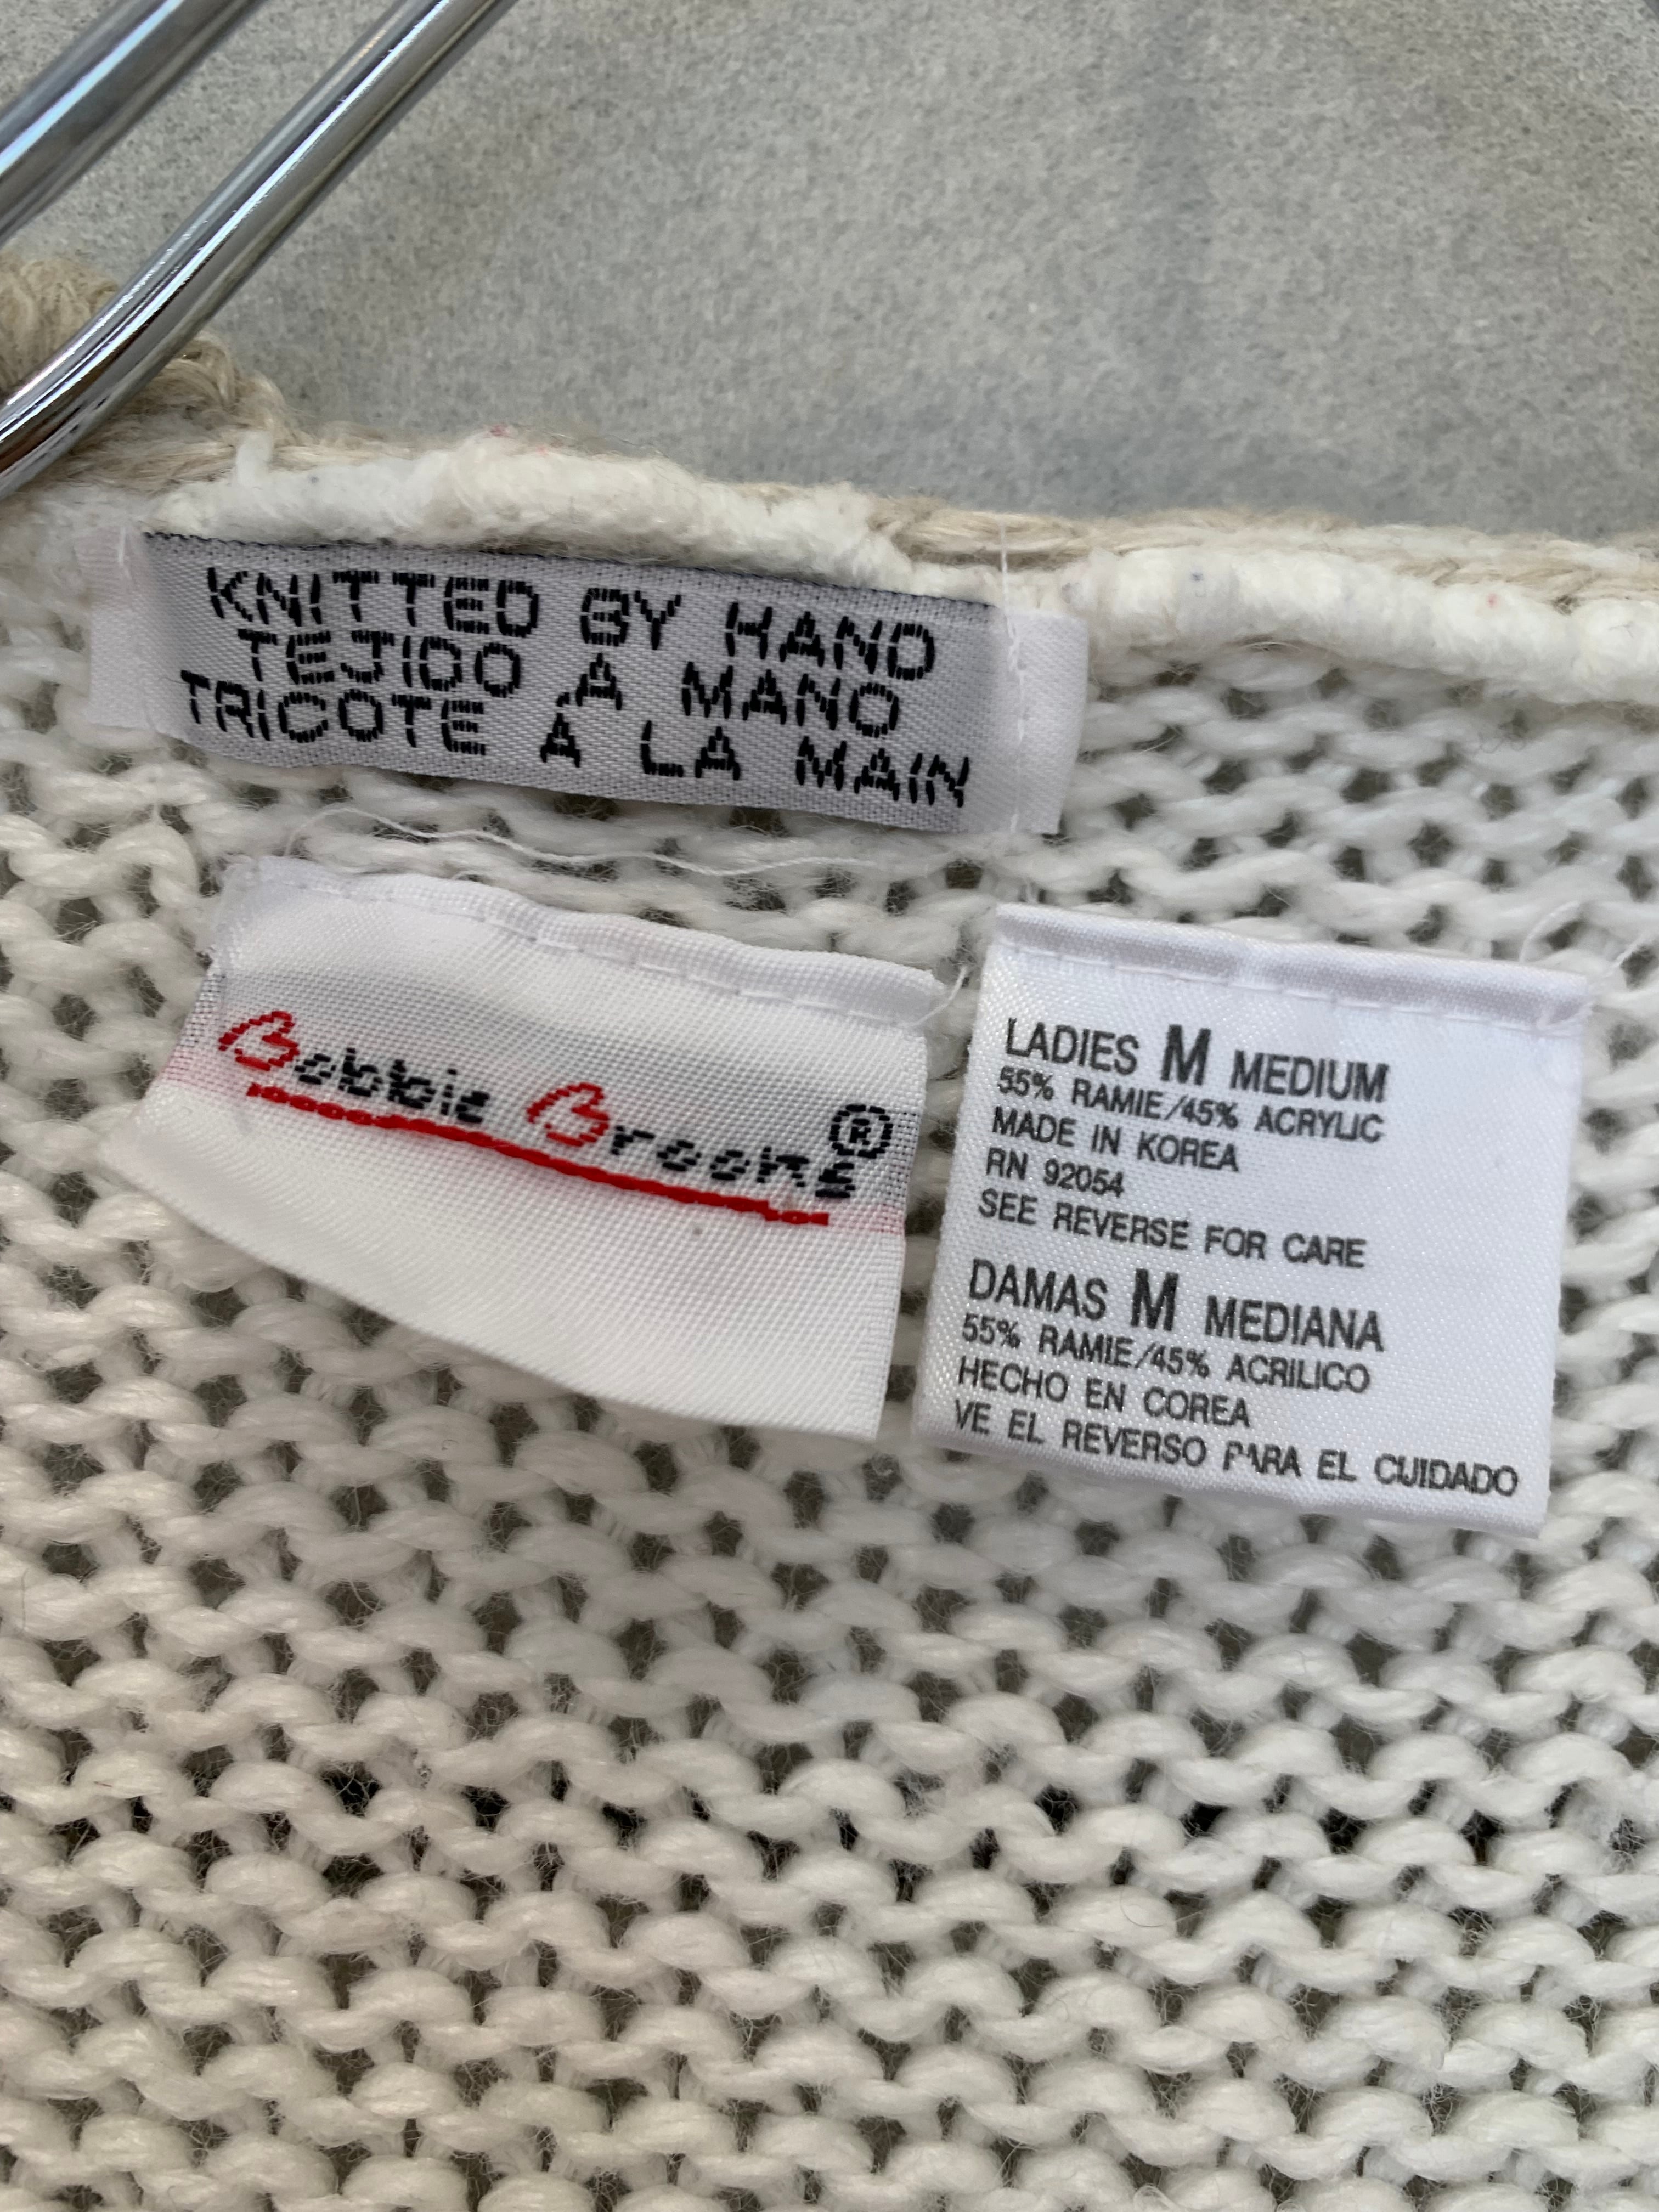 KNITTED BY HAND
TEJIDO A MANO
TRICOTE À LA MAIN
Bobbie Brooks®
LADIES M MEDIUM
55% RAMIE/45% ACRYLIC
MADE IN KOREA
RN 92054
SEE REVERSE FOR CARE
DAMAS M MEDIANA
55% RAMIE/45% ACRILICO
HECHO EN COREA
VE EL REVERSO PARA EL CUIDADO